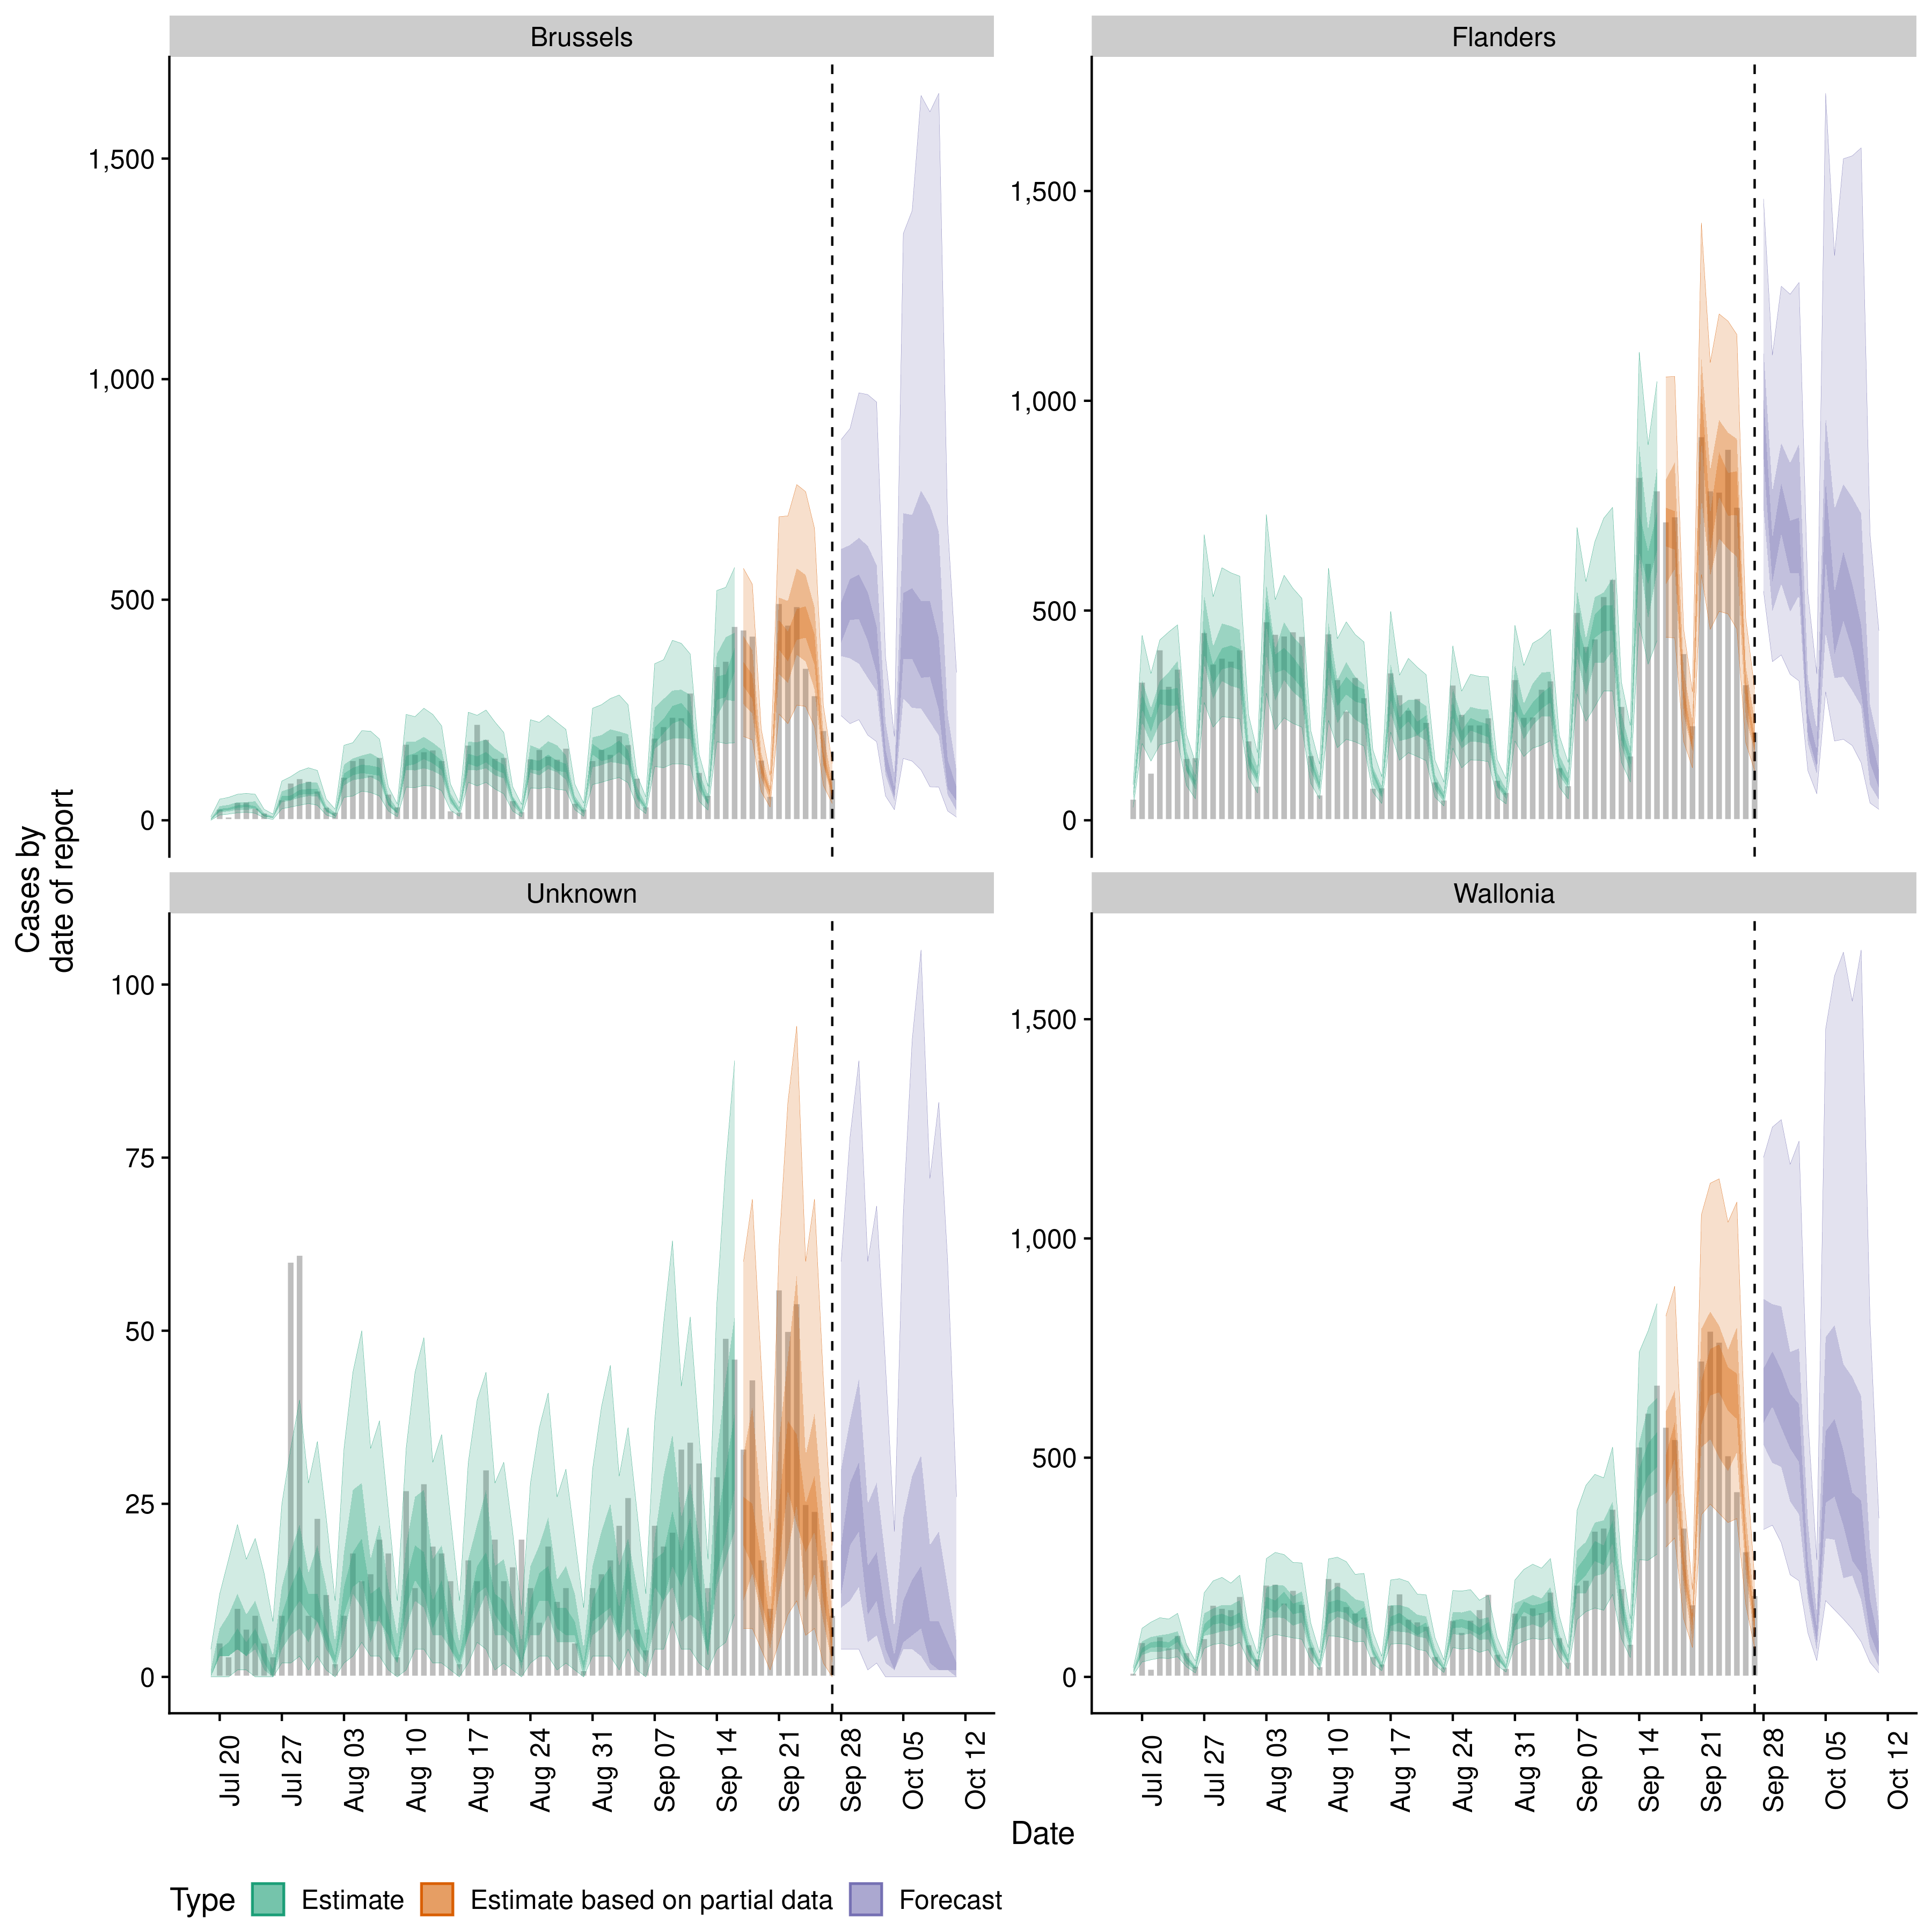 Brussels
Flanders
1,500
1,000
500
0
1,500
1,000
500
0
Cases by
date of report
Unknown
Wallonia
100
75
50
25
0
1,500
1,000
500
0
Jul 20
Jul 27
Aug 03
Aug 10
Aug 17
Aug 24
Aug 31
Sep 07
Sep 14
Sep 21
Sep 28
Oct 05
Oct 12
Jul 20
Jul 27
Aug 03
Aug 10
Aug 17
Aug 24
Aug 31
Sep 07
Sep 14
Sep 21
Sep 28
Oct 05
Oct 12
Date
Type Estimate Estimate based on partial data Forecast